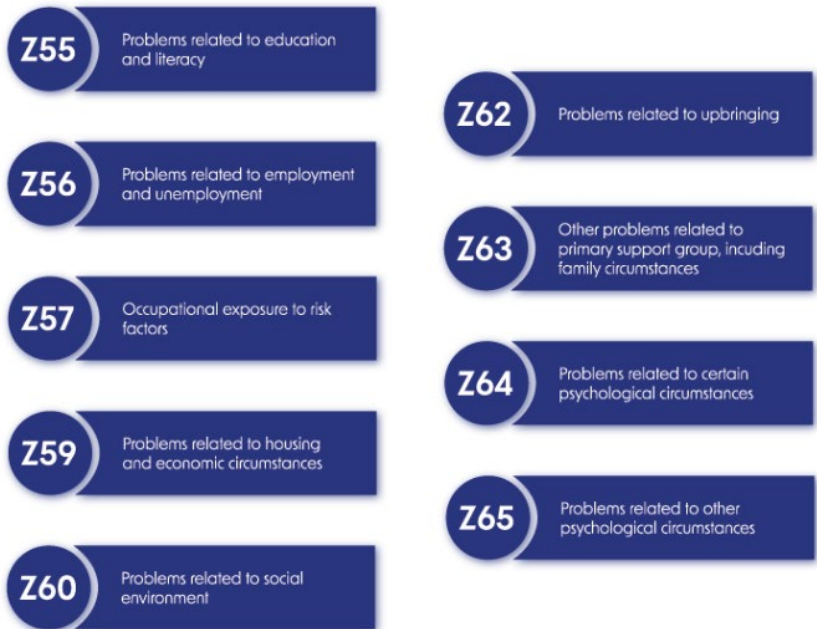 Z55
Problems related to education
and literacy
Z56
Problems related to employment
and unemployment
Z57
Occupational exposure to risk
factors
Z59
Problems related to housing
and economic circumstances
Z60
Problems related to social
environment
Z62
Problems related to upbringing
Z63
Other problems related to
primary support group, incuding
family circumstances
Z64
Problems related to certain
psychological circumstances
Z65
Problems related to other
psychological circumstances